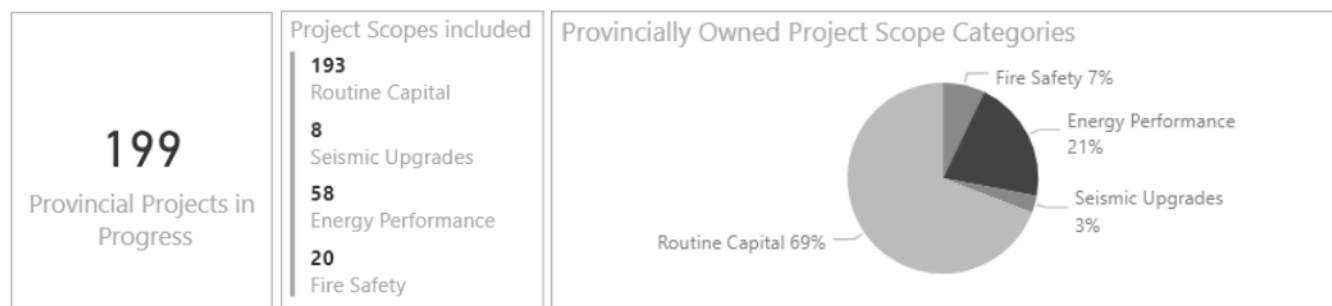 199
Provincial Projects in
Progress
Project Scopes included
193
Routine Capital
8
Seismic Upgrades
58
Energy Performance
20
Fire Safety
Provincially Owned Project Scope Categories
Fire Safety 7%
Energy Performance
21%
Seismic Upgrades
3%
Routine Capital 69%